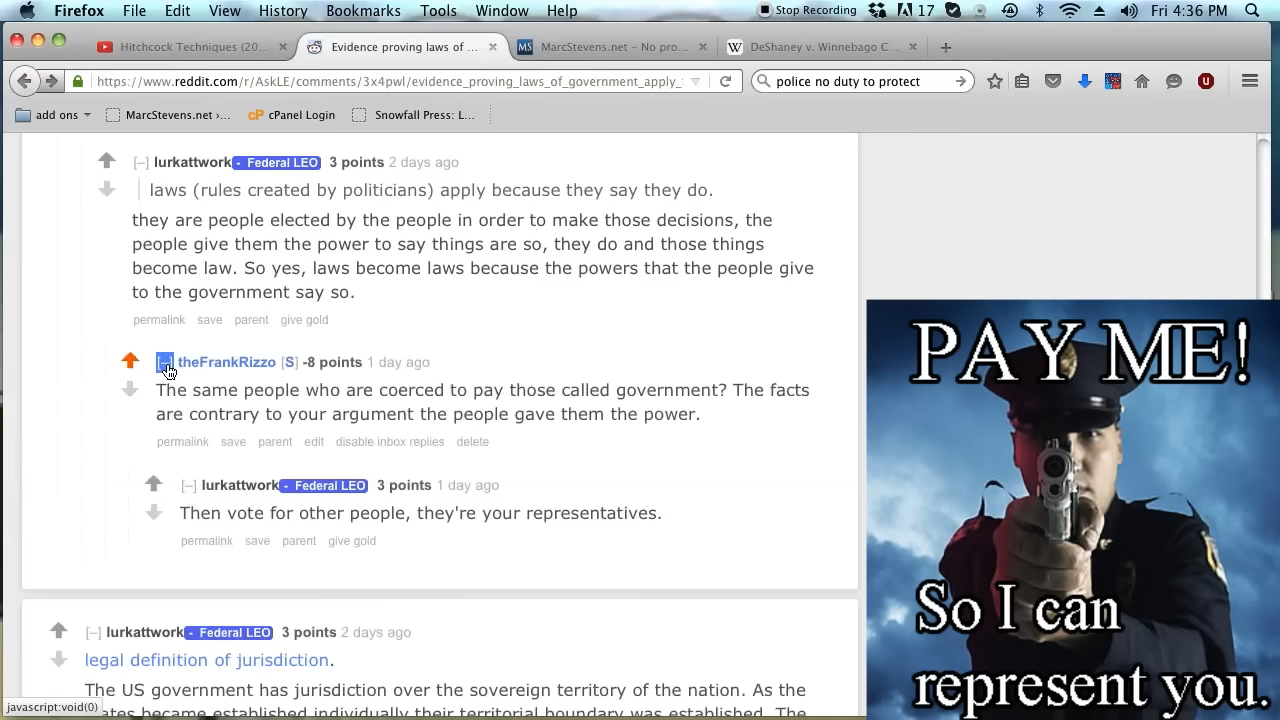 Firefox File Edit View History Bookmarks Tools Window Help Stop Recording 17 Fri 4:36 PM
Hitchcock Techniques (20... Evidence proving laws of ... MS MarcStevens.net – No pro... W DeShaney v. Winnebago C...
https://www.reddit.com/r/AskLE/comments/3x4pwl/evidence_proving_laws_of_government_apply_ police no duty to protect
add ons MarcStevens.net ›... cP cPanel Login Snowfall Press: L...
[–] lurkattwork - Federal LEO 3 points 2 days ago
laws (rules created by politicians) apply because they say they do.
they are people elected by the people in order to make those decisions, the
people give them the power to say things are so, they do and those things
become law. So yes, laws become laws because the powers that the people give
to the government say so.
permalink save parent give gold
[–] theFrankRizzo [S] -8 points 1 day ago
The same people who are coerced to pay those called government? The facts
are contrary to your argument the people gave them the power.
permalink save parent edit disable inbox replies delete
[–] lurkattwork - Federal LEO 3 points 1 day ago
Then vote for other people, they're your representatives.
permalink save parent give gold
[–] lurkattwork - Federal LEO 3 points 2 days ago
legal definition of jurisdiction.
The US government has jurisdiction over the sovereign territory of the nation. As the
became established individually their territorial boundary was established. The
javascript:void(0)
PAY ME!
So I can
represent you.